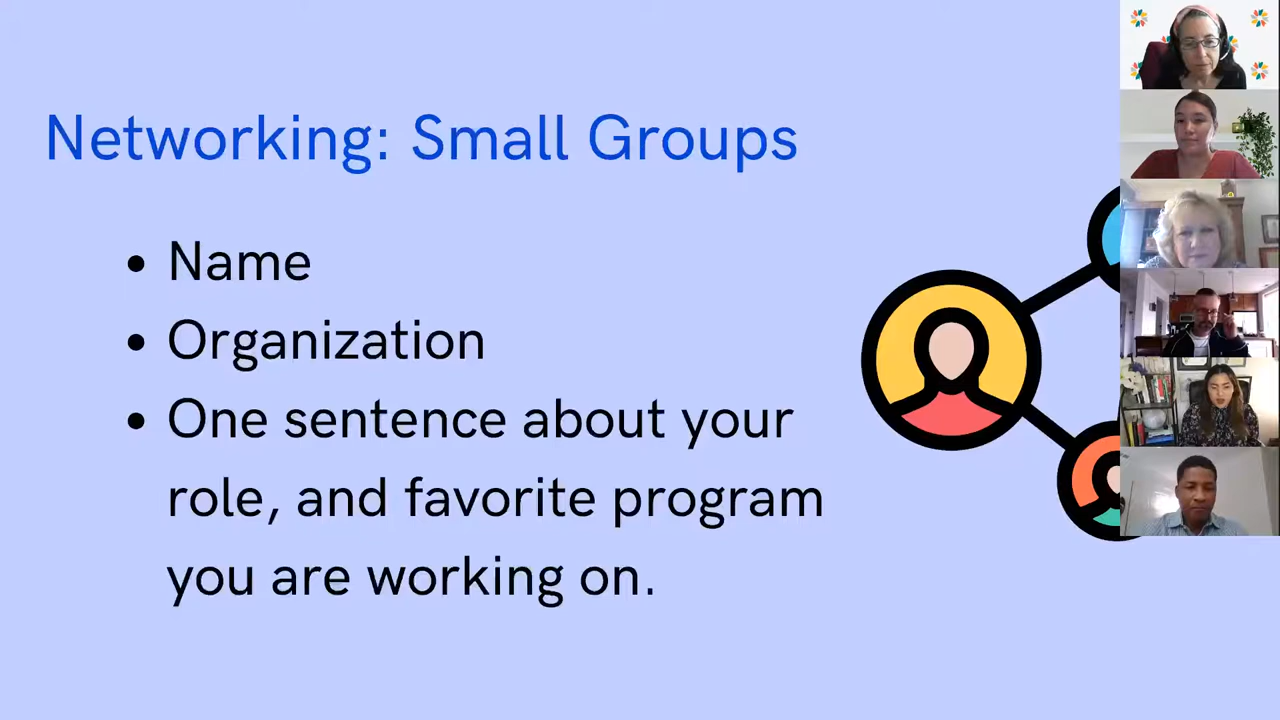 Networking: Small Groups
• Name
• Organization
• One sentence about your
role, and favorite program
you are working on.